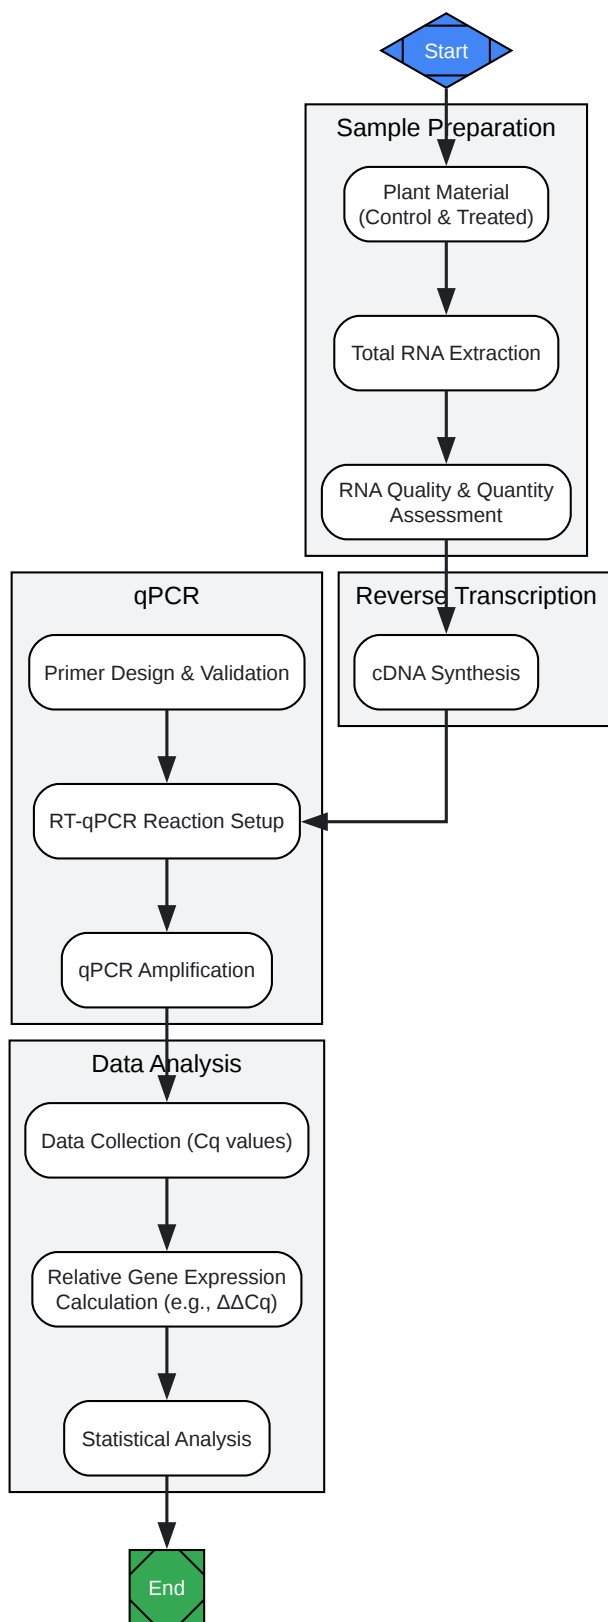 Start
Sample Preparation
Plant Material
(Control & Treated)
Total RNA Extraction
RNA Quality & Quantity
Assessment
qPCR
Reverse Transcription
Primer Design & Validation
cDNA Synthesis
RT-qPCR Reaction Setup
qPCR Amplification
Data Analysis
Data Collection (Cq values)
Relative Gene Expression
Calculation (e.g., ΔΔCq)
Statistical Analysis
End